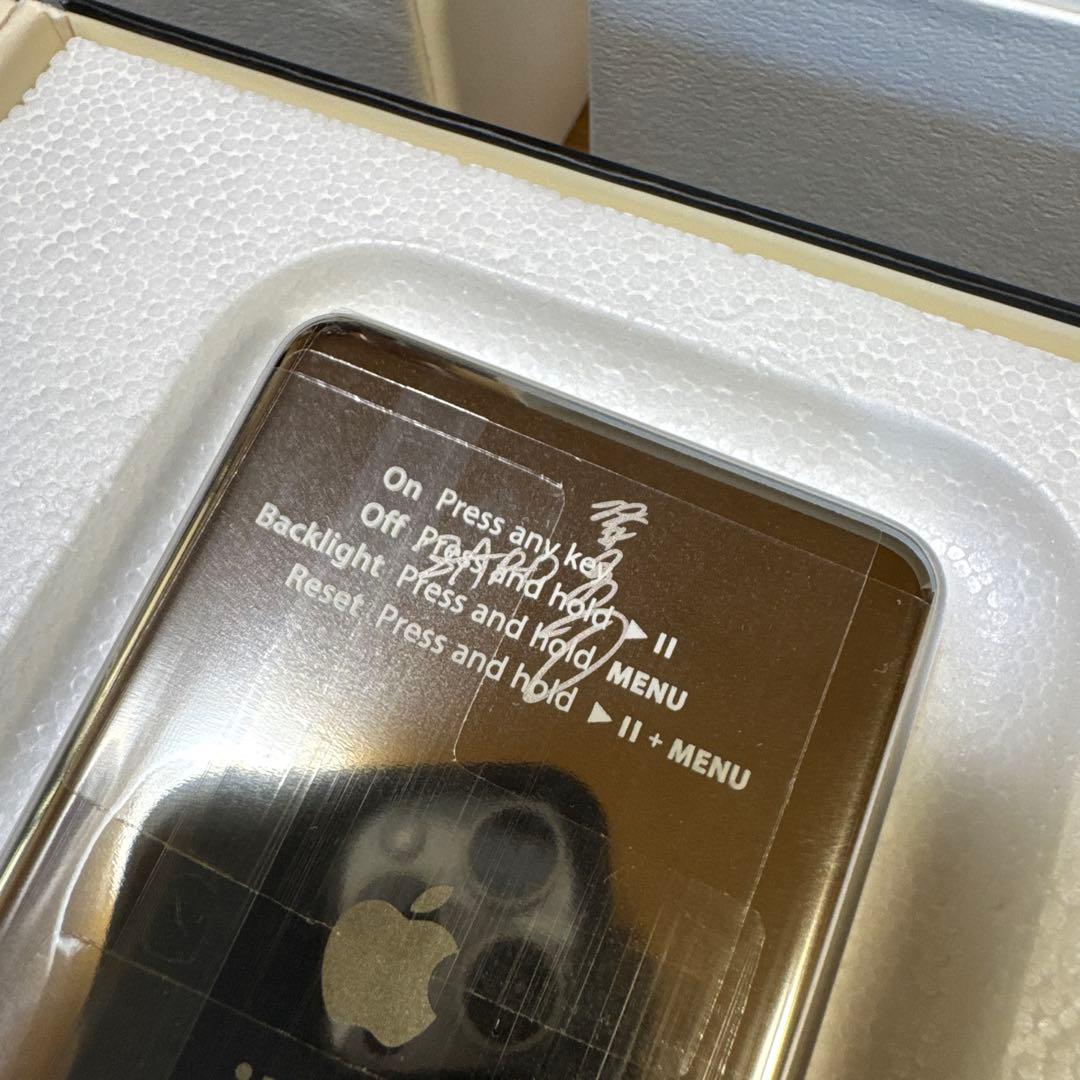 On Press any key
Off Press and hold ▶ II
Backlight Press and hold MENU
Reset Press and hold ▶ II + MENU